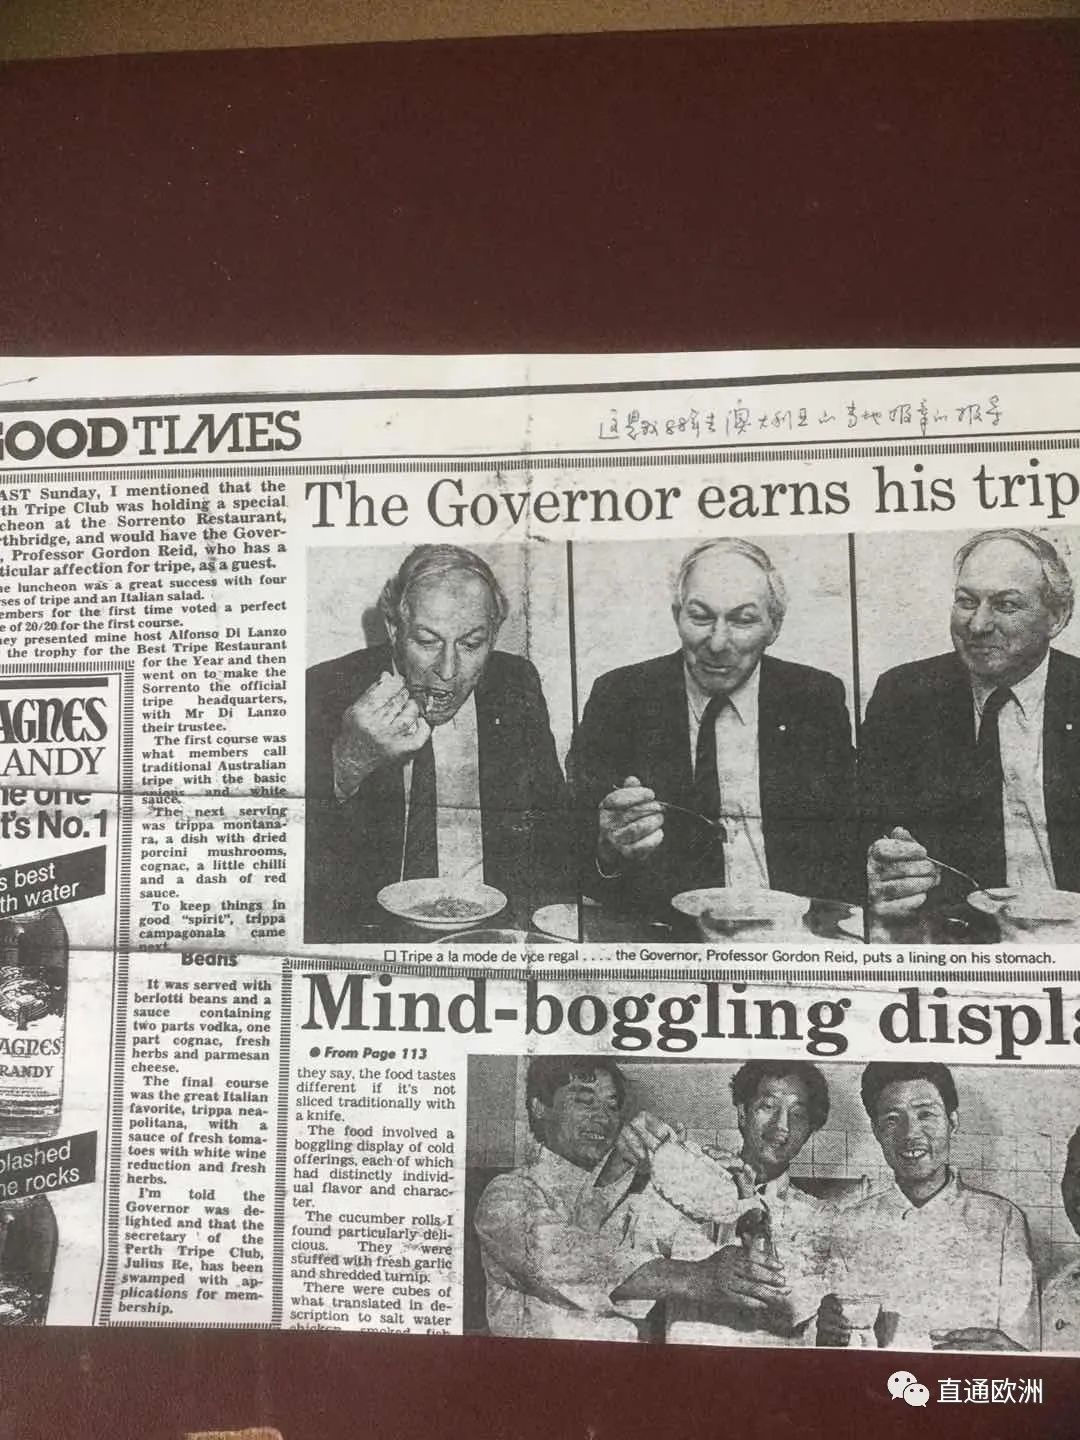 GOOD TIMES
这是我88年去澳大利亚的当地报章的报导
AST Sunday, I mentioned that the
th Tripe Club was holding a special
cheon at the Sorrento Restaurant,
rthbridge, and would have the Gover-
, Professor Gordon Reid, who has a
ticular affection for tripe, as a guest.
he luncheon was a great success with four
rses of tripe and an Italian salad.
embers for the first time voted a perfect
e of 20/20 for the first course.
hey presented mine host Alfonso Di Lanzo
the trophy for the Best Tripe Restaurant
for the Year and then
went on to make the
Sorrento the official
tripe headquarters,
with Mr Di Lanzo
their trustee.
The first course was
what members call
traditional Australian
tripe with the basic
onions and white
sauce.
The next serving
was trippa montana-
ra, a dish with dried
porcini mushrooms,
cognac, a little chilli
and a dash of red
sauce.
To keep things in
good "spirit", trippa
campagonala came
next.
Beans
It was served with
berlotti beans and a
sauce containing
two parts vodka, one
part cognac, fresh
herbs and parmesan
cheese.
The final course
was the great Italian
favorite, trippa nea-
politana, with a
sauce of fresh toma-
toes with white wine
reduction and fresh
herbs.
I'm told the
Governor was de-
lighted and that the
secretary of the
Perth Tripe Club,
Julius Re, has been
swamped with ap-
plications for mem-
bership.
AGNES
RANDY
he one
t's No.1
s best
th water
AGNES
RANDY
plashed
he rocks
The Governor earns his trip
☐ Tripe a la mode de vice regal .... the Governor, Professor Gordon Reid, puts a lining on his stomach.
Mind-boggling displa
● From Page 113
they say, the food tastes
different if it's not
sliced traditionally with
a knife.
The food involved a
boggling display of cold
offerings, each of which
had distinctly individ-
ual flavor and charac-
ter.
The cucumber rolls I
found particularly deli-
cious. They were
stuffed with fresh garlic
and shredded turnip.
There were cubes of
what translated in de-
scription to salt water
chicken, smoked fish
直通欧洲